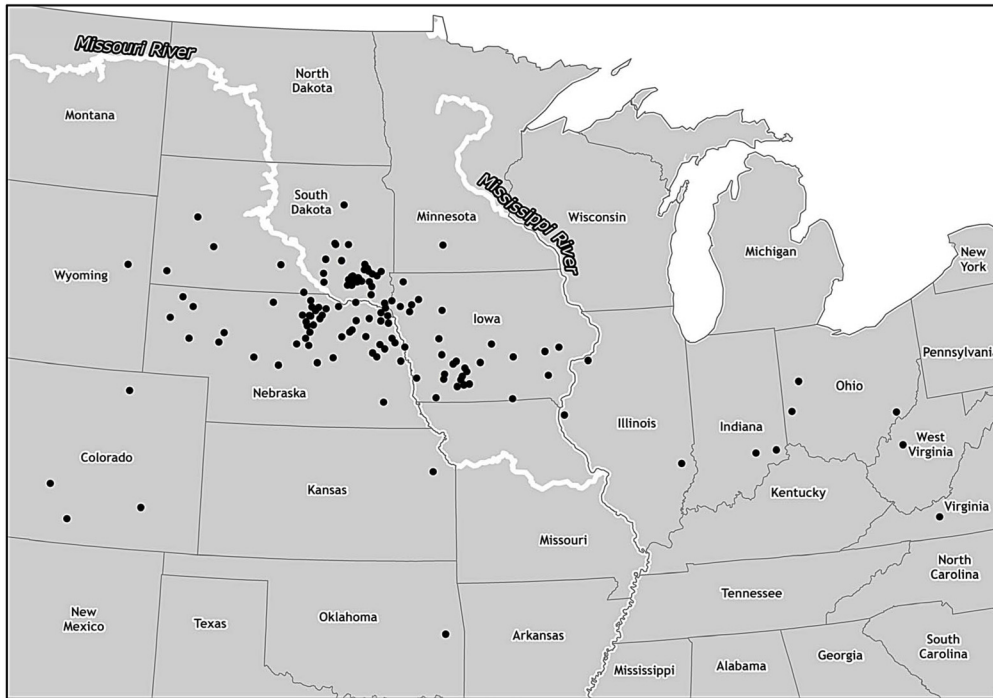 Missouri River
North
Dakota
Montana
South
Dakota
Minnesota
Mississippi River
Wisconsin
Michigan
New
York
Wyoming
Iowa
Pennsylvania
Nebraska
Ohio
Illinois
Indiana
West
Virginia
Colorado
Kansas
Kentucky
Virginia
Missouri
North
Carolina
Tennessee
New
Mexico
Texas
Oklahoma
Arkansas
South
Carolina
Mississippi
Alabama
Georgia